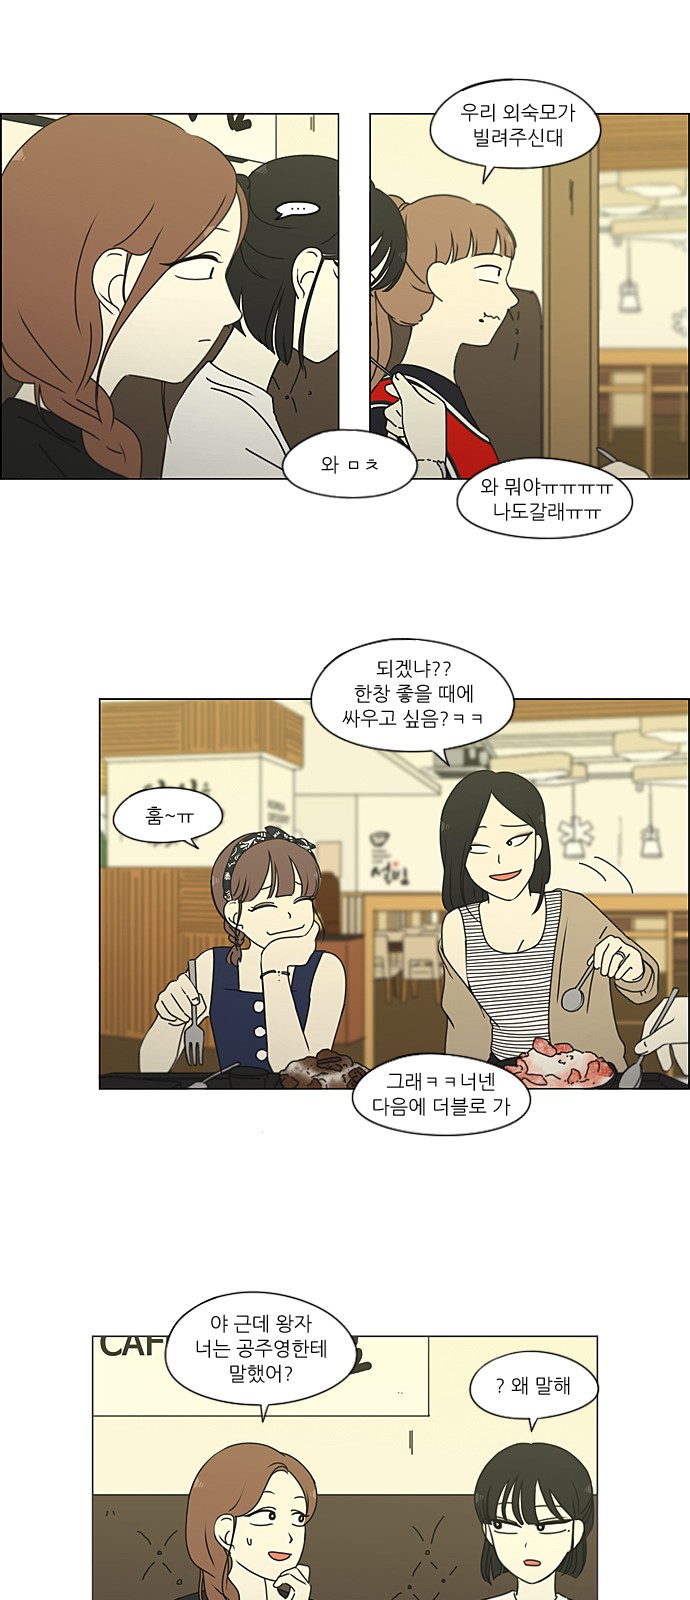 우리 외숙모가
빌려주신대
...
와 ㅁㅊ
와 뭐야ㅠㅠㅠㅠ
나도갈래ㅠㅠ
되겠냐??
한창 좋을 때에
싸우고 싶음?ㅋㅋ
훔~ㅠ
설빙
그래ㅋㅋ너넨
다음에 더블로 가
야 근데 왕자
너는 공주영한테
말했어?
CAF
? 왜 말해